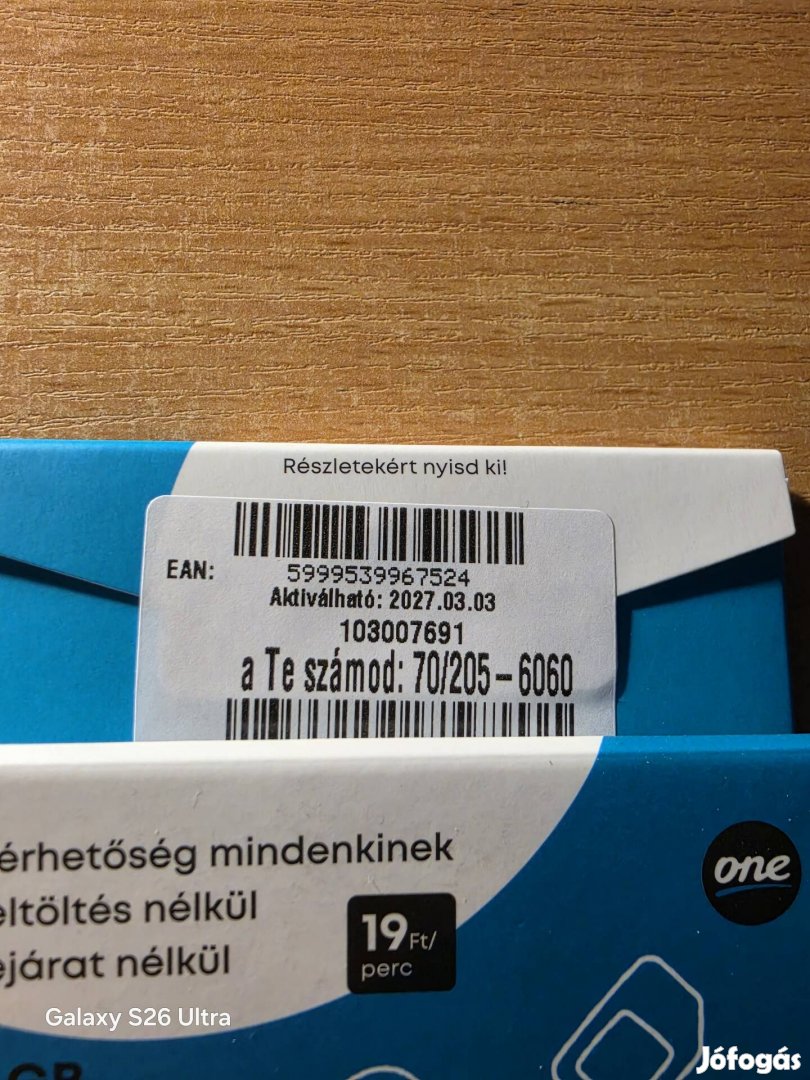 Részletekért nyisd ki!
EAN:
5999539967524
Aktiválható: 2027.03.03
103007691
a Te számod: 70/205-6060
érhetőség mindenkinek
eltöltés nélkül
ejárat nélkül
19 Ft/
perc
one
Galaxy S26 Ultra
GB
Jófogás